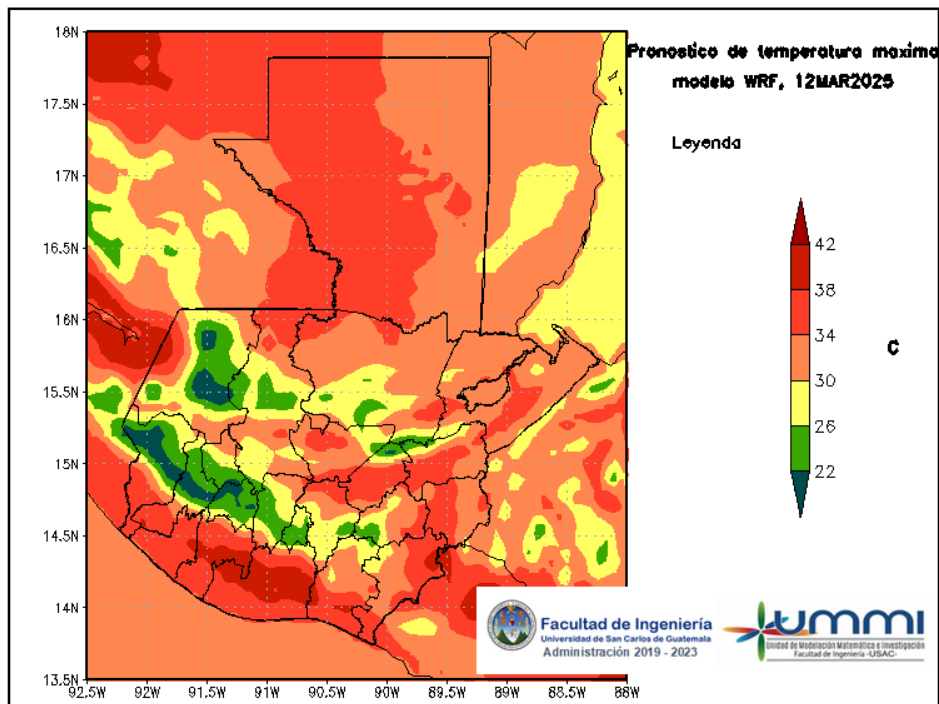 Pronostico de temperatura maxima
modelo WRF, 12MAR2025
Leyenda
42
38
34
30
26
22
C
18N
17.5N
17N
16.5N
16N
15.5N
15N
14.5N
14N
13.5N
92.5W
92W
91.5W
91W
90.5W
90W
89.5W
89W
88.5W
88W
Facultad de Ingeniería
Universidad de San Carlos de Guatemala
Administración 2019 - 2023
UMMI
Unidad de Modelación Matemática e Investigación
Facultad de Ingeniería -USAC-